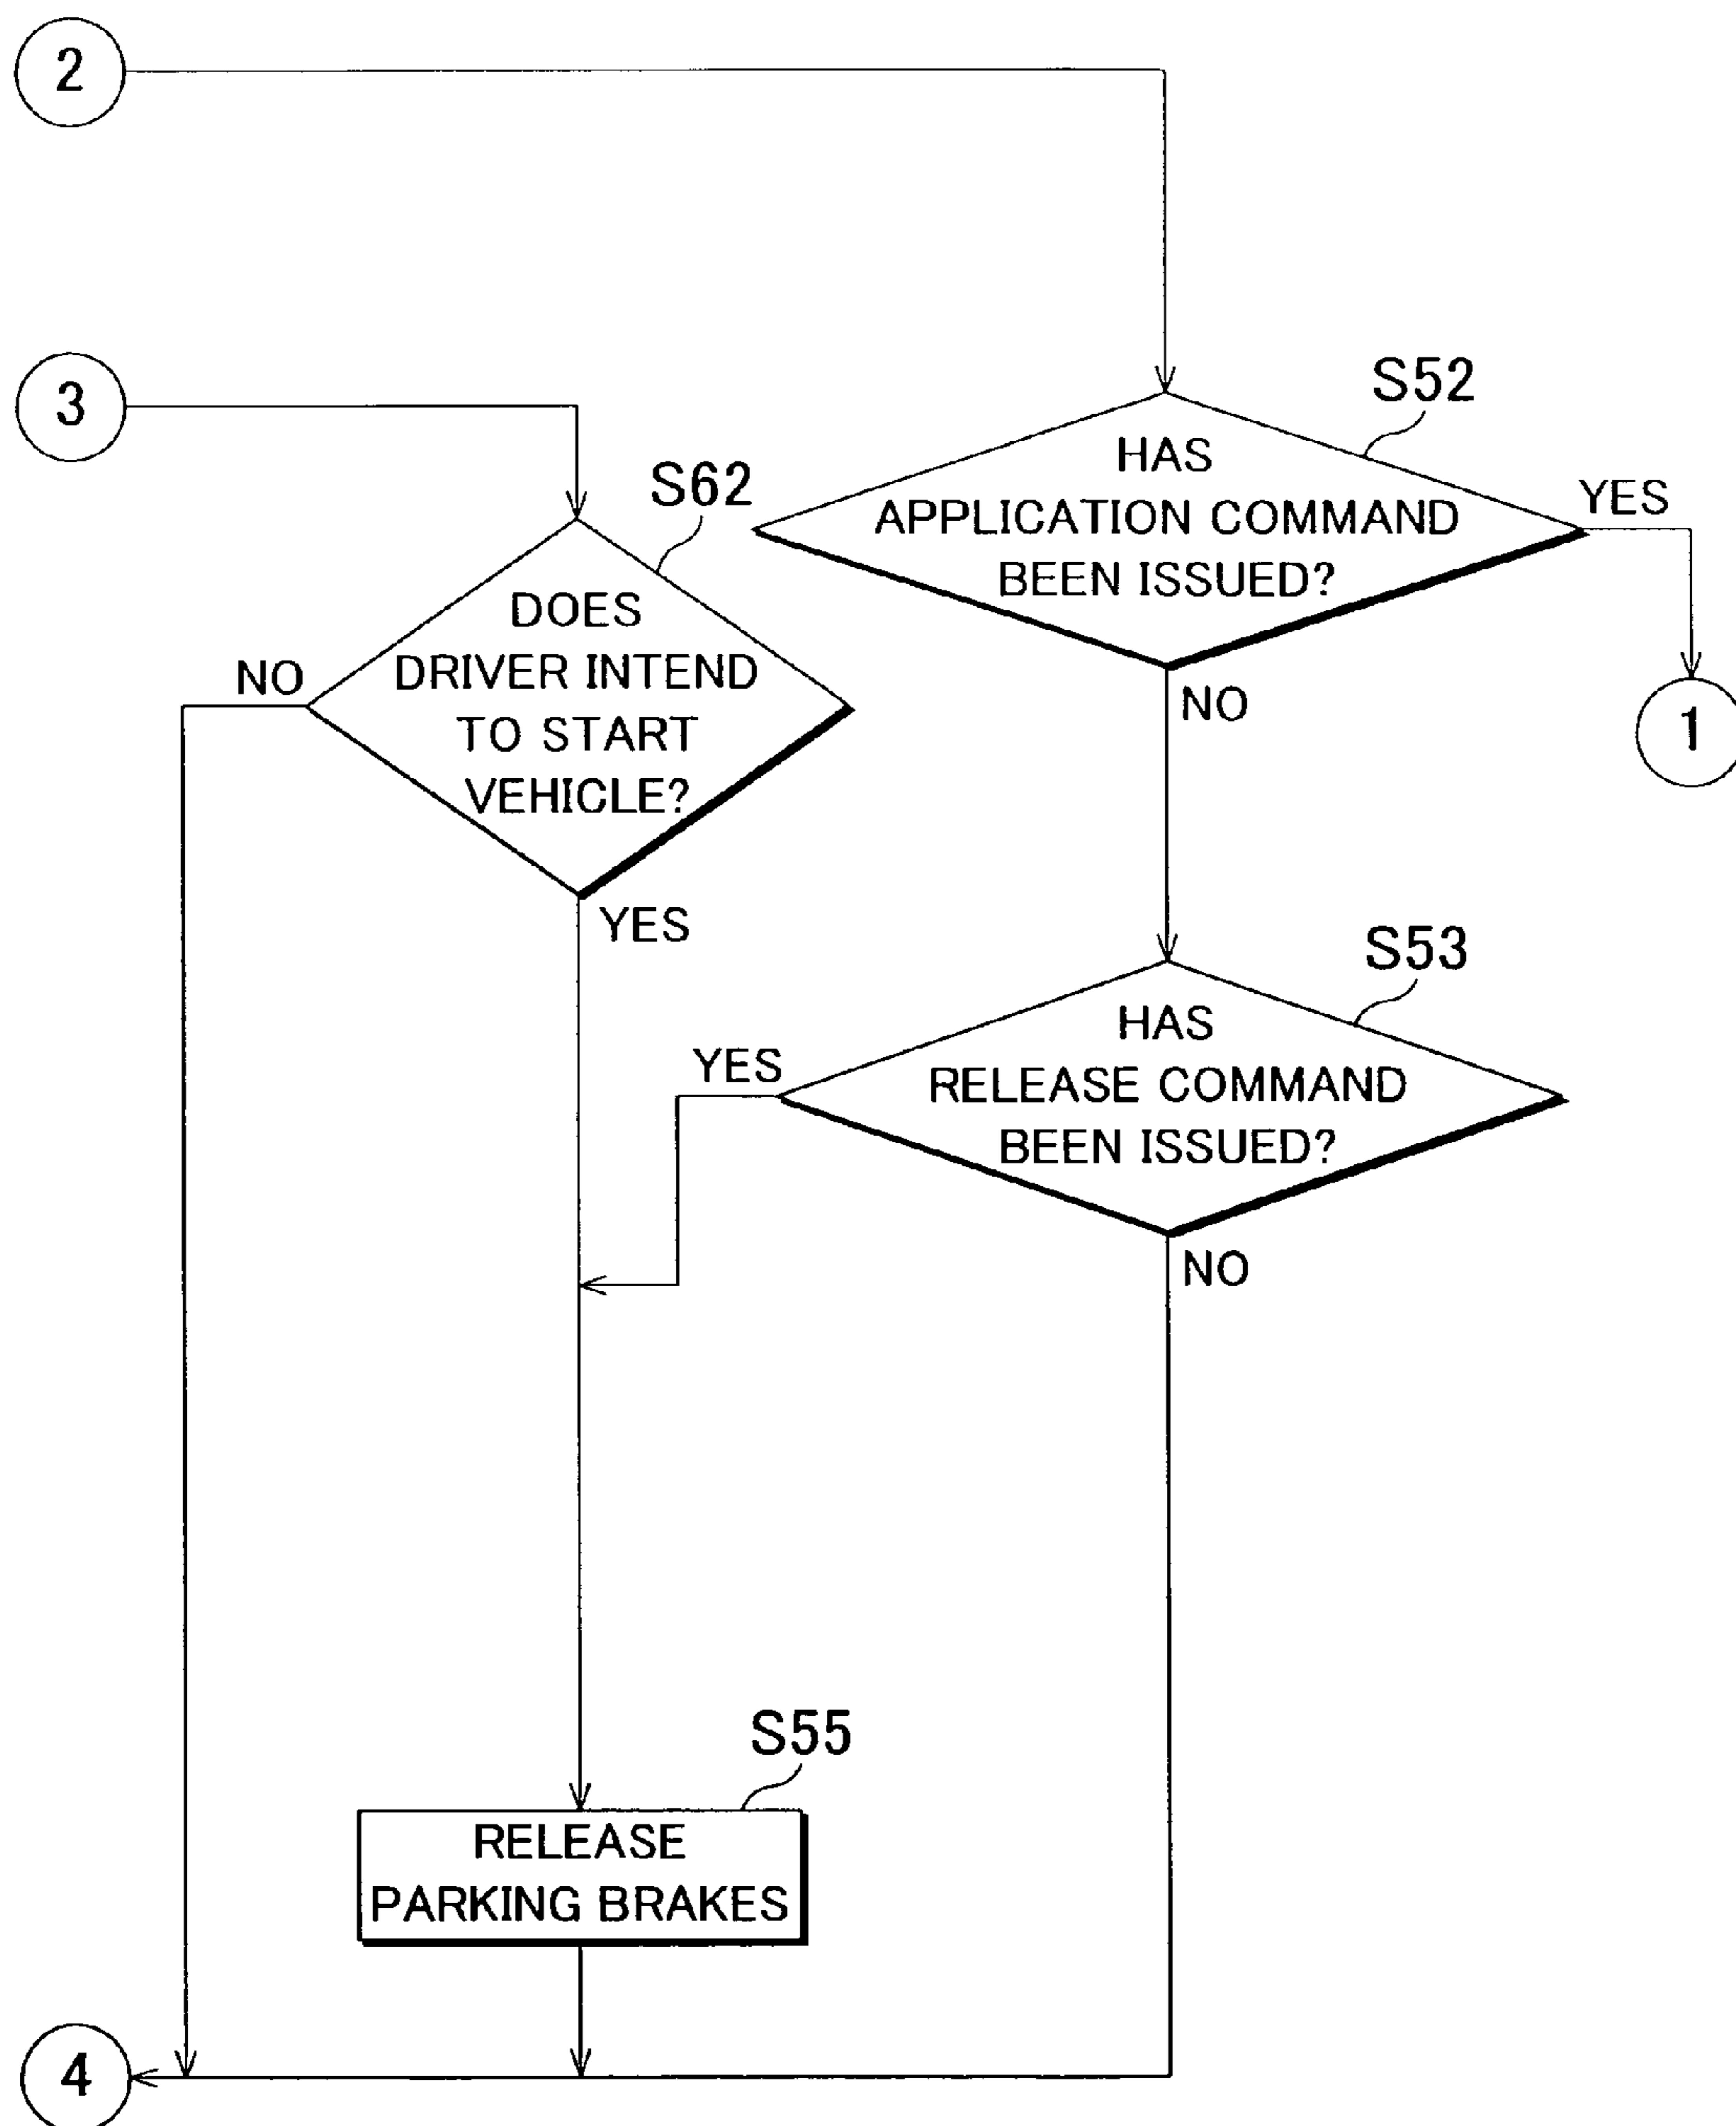 2
3
S52
HAS
APPLICATION COMMAND
BEEN ISSUED?
YES
1
NO
S62
DOES
DRIVER INTEND
TO START
VEHICLE?
NO
YES
S53
HAS
RELEASE COMMAND
BEEN ISSUED?
YES
NO
S55
RELEASE
PARKING BRAKES
4